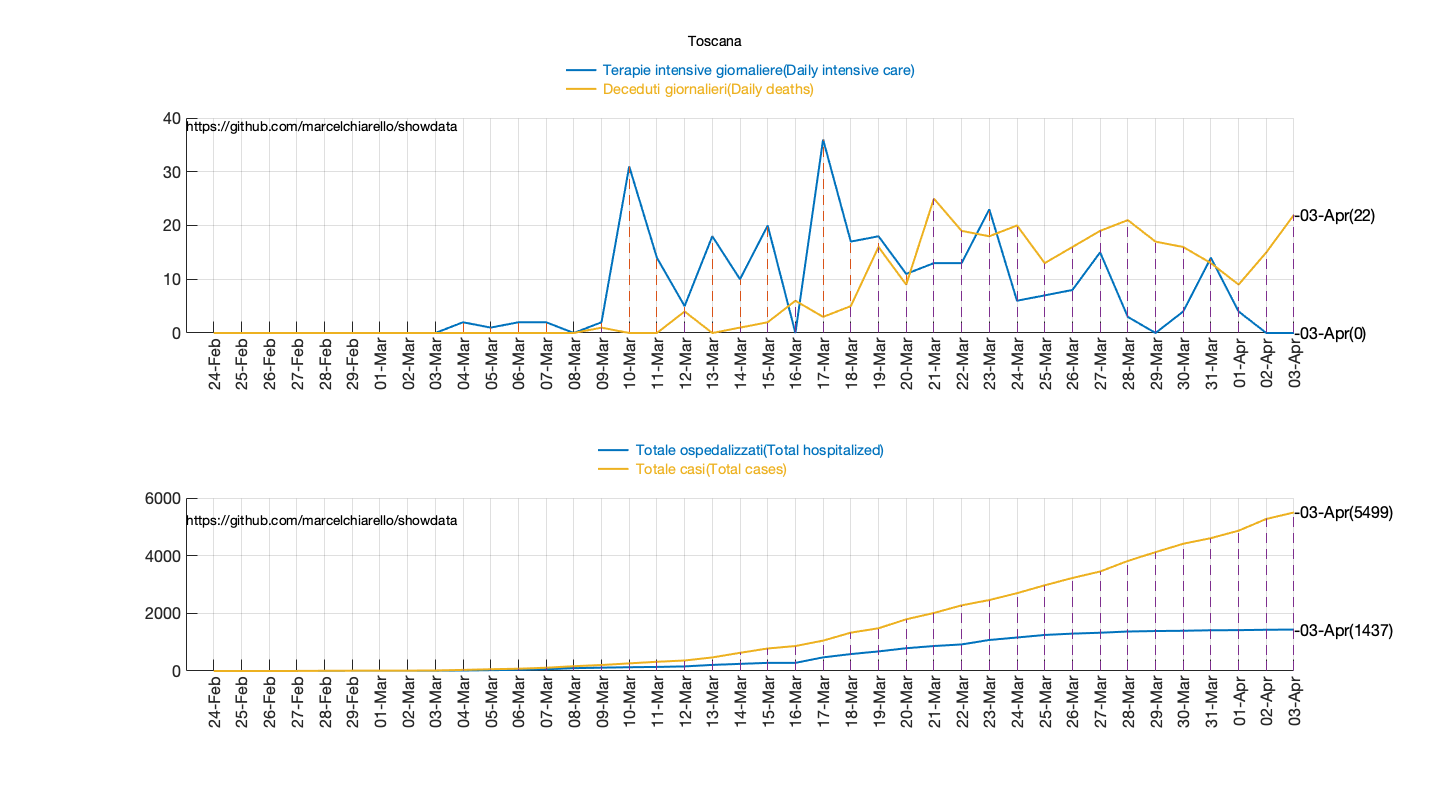 Toscana
Terapie intensive giornaliere(Daily intensive care)
Deceduti giornalieri(Daily deaths)
https://github.com/marcelchiarello/showdata
40
30
20
10
0
-03-Apr(22)
-03-Apr(0)
24-Feb
25-Feb
26-Feb
27-Feb
28-Feb
29-Feb
01-Mar
02-Mar
03-Mar
04-Mar
05-Mar
06-Mar
07-Mar
08-Mar
09-Mar
10-Mar
11-Mar
12-Mar
13-Mar
14-Mar
15-Mar
16-Mar
17-Mar
18-Mar
19-Mar
20-Mar
21-Mar
22-Mar
23-Mar
24-Mar
25-Mar
26-Mar
27-Mar
28-Mar
29-Mar
30-Mar
31-Mar
01-Apr
02-Apr
03-Apr
Totale ospedalizzati(Total hospitalized)
Totale casi(Total cases)
https://github.com/marcelchiarello/showdata
6000
4000
2000
0
-03-Apr(5499)
-03-Apr(1437)
24-Feb
25-Feb
26-Feb
27-Feb
28-Feb
29-Feb
01-Mar
02-Mar
03-Mar
04-Mar
05-Mar
06-Mar
07-Mar
08-Mar
09-Mar
10-Mar
11-Mar
12-Mar
13-Mar
14-Mar
15-Mar
16-Mar
17-Mar
18-Mar
19-Mar
20-Mar
21-Mar
22-Mar
23-Mar
24-Mar
25-Mar
26-Mar
27-Mar
28-Mar
29-Mar
30-Mar
31-Mar
01-Apr
02-Apr
03-Apr